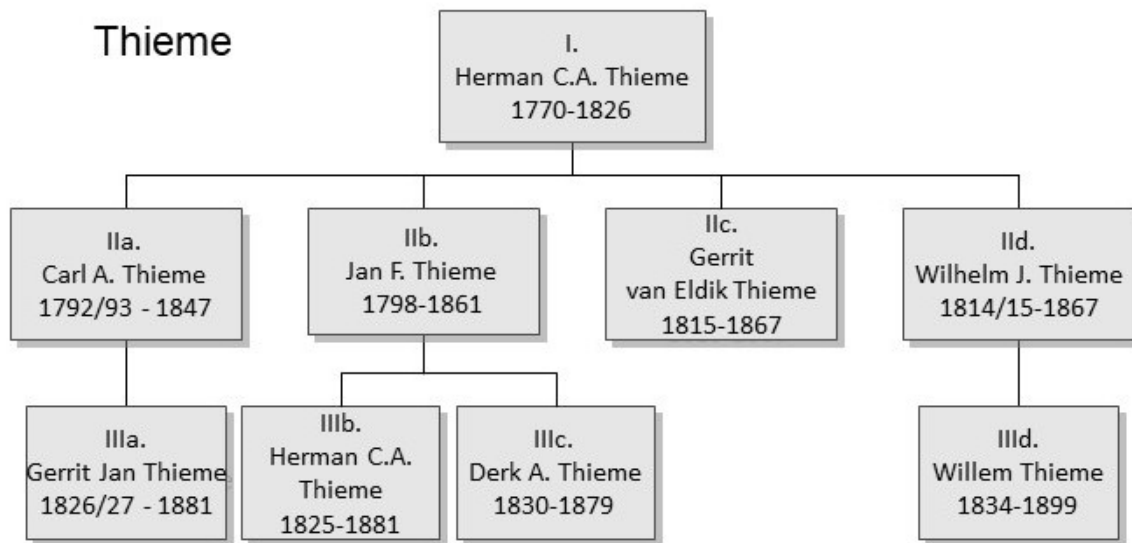 Thieme
I.
Herman C.A. Thieme
1770-1826
IIa.
Carl A. Thieme
1792/93 - 1847
IIb.
Jan F. Thieme
1798-1861
IIc.
Gerrit
van Eldik Thieme
1815-1867
IId.
Wilhelm J. Thieme
1814/15-1867
IIIa.
Gerrit Jan Thieme
1826/27 - 1881
IIIb.
Herman C.A.
Thieme
1825-1881
IIIc.
Derk A. Thieme
1830-1879
IIId.
Willem Thieme
1834-1899